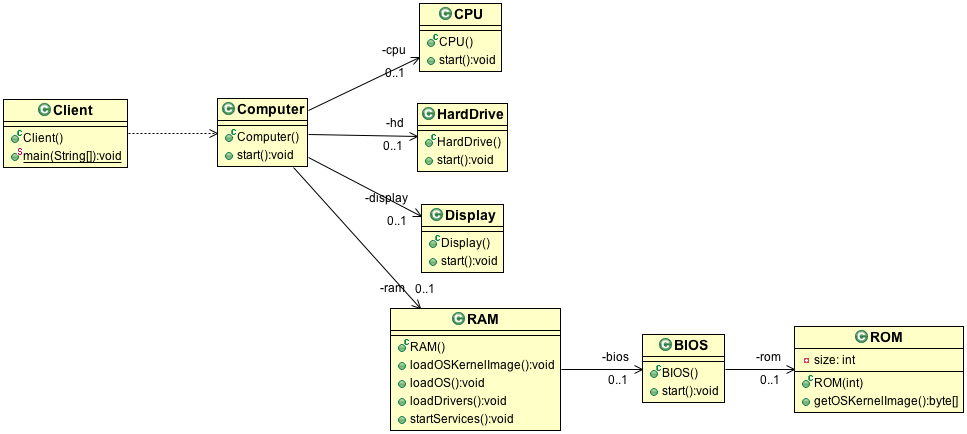 CPU
CPU()
start():void
-cpu
0..1
Client
Client()
main(String[]):void
Computer
Computer()
start():void
-hd
0..1
HardDrive
HardDrive()
start():void
-display
0..1
Display
Display()
start():void
-ram
0..1
RAM
RAM()
loadOSKernelImage():void
loadOS():void
loadDrivers():void
startServices():void
-bios
0..1
BIOS
BIOS()
start():void
-rom
0..1
ROM
size: int
ROM(int)
getOSKernelImage():byte[]